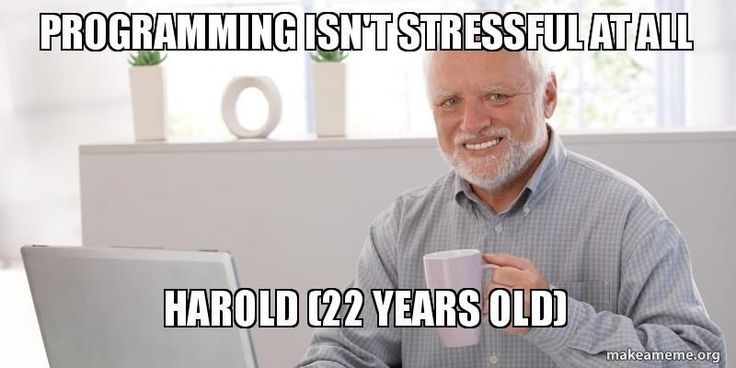 PROGRAMMING ISN'T STRESSFUL AT ALL
HAROLD (22 YEARS OLD)
makeameme.org